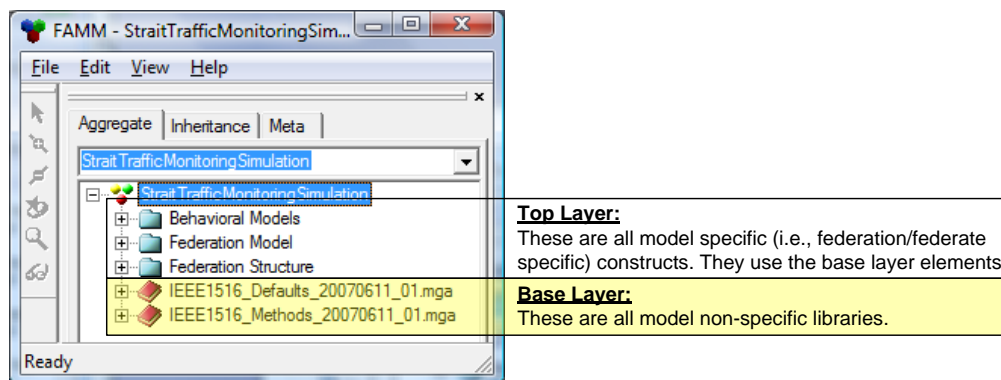 FAMM - StraitTrafficMonitoringSim...
File Edit View Help
Aggregate Inheritance Meta
StraitTrafficMonitoringSimulation
StraitTrafficMonitoringSimulation
Behavioral Models
Federation Model
Federation Structure
IEEE1516_Defaults_20070611_01.mga
IEEE1516_Methods_20070611_01.mga
Ready
Top Layer:
These are all model specific (i.e., federation/federate
specific) constructs. They use the base layer elements
Base Layer:
These are all model non-specific libraries.